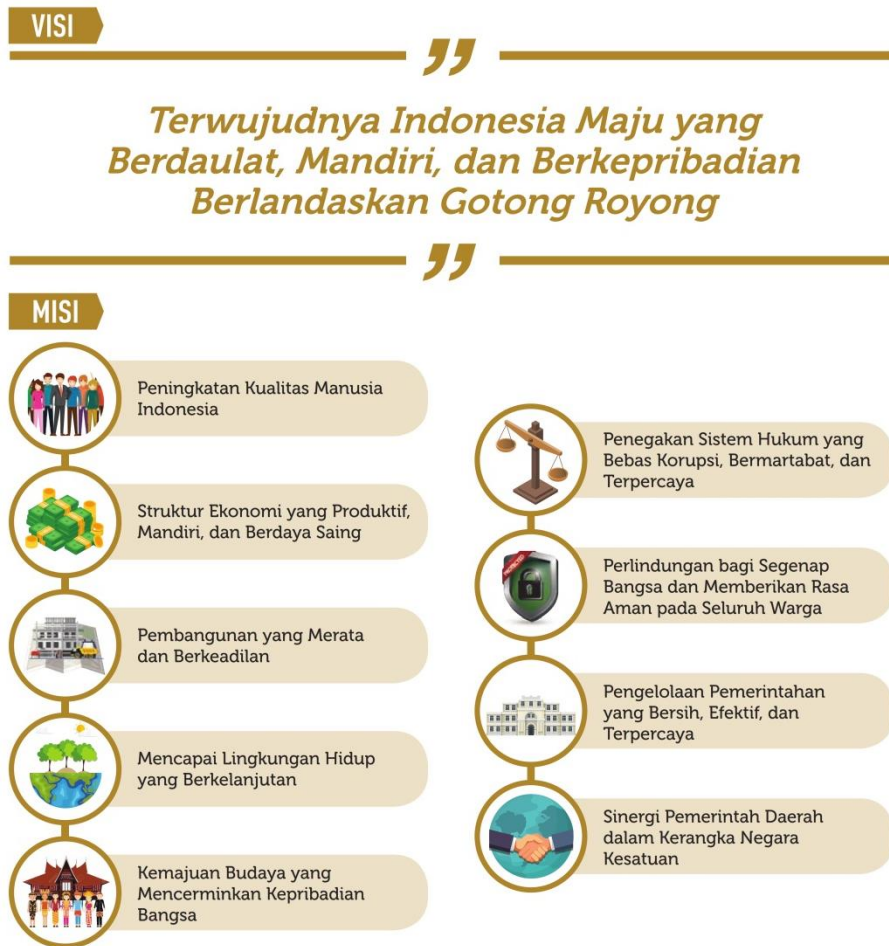 VISI
Terwujudnya Indonesia Maju yang
Berdaulat, Mandiri, dan Berkepribadian
Berlandaskan Gotong Royong
MISI
Peningkatan Kualitas Manusia
Indonesia
Struktur Ekonomi yang Produktif,
Mandiri, dan Berdaya Saing
Pembangunan yang Merata
dan Berkeadilan
Mencapai Lingkungan Hidup
yang Berkelanjutan
Kemajuan Budaya yang
Mencerminkan Kepribadian
Bangsa
Penegakan Sistem Hukum yang
Bebas Korupsi, Bermartabat, dan
Terpercaya
PROTECTED
Perlindungan bagi Segenap
Bangsa dan Memberikan Rasa
Aman pada Seluruh Warga
Pengelolaan Pemerintahan
yang Bersih, Efektif, dan
Terpercaya
Sinergi Pemerintah Daerah
dalam Kerangka Negara
Kesatuan